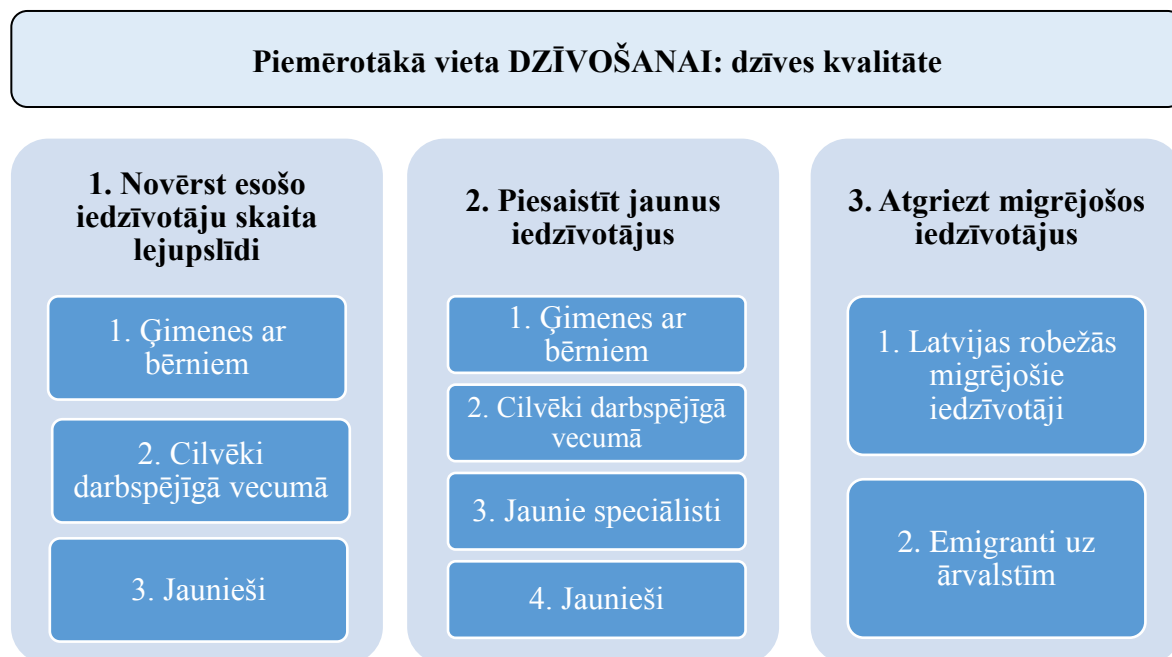 Piemērotākā vieta DZĪVOŠANAI: dzīves kvalitāte
1. Novērst esošo
iedzīvotāju skaita
lejupslīdi
1. Ģimenes ar
bērniem
2. Cilvēki
darbspējīgā vecumā
3. Jaunieši
2. Piesaistīt jaunus
iedzīvotājus
1. Ģimenes ar
bērniem
2. Cilvēki darbspējīgā
vecumā
3. Jaunie speciālisti
4. Jaunieši
3. Atgriezt migrējošos
iedzīvotājus
1. Latvijas robežās
migrējošie
iedzīvotāji
2. Emigranti uz
ārvalstīm